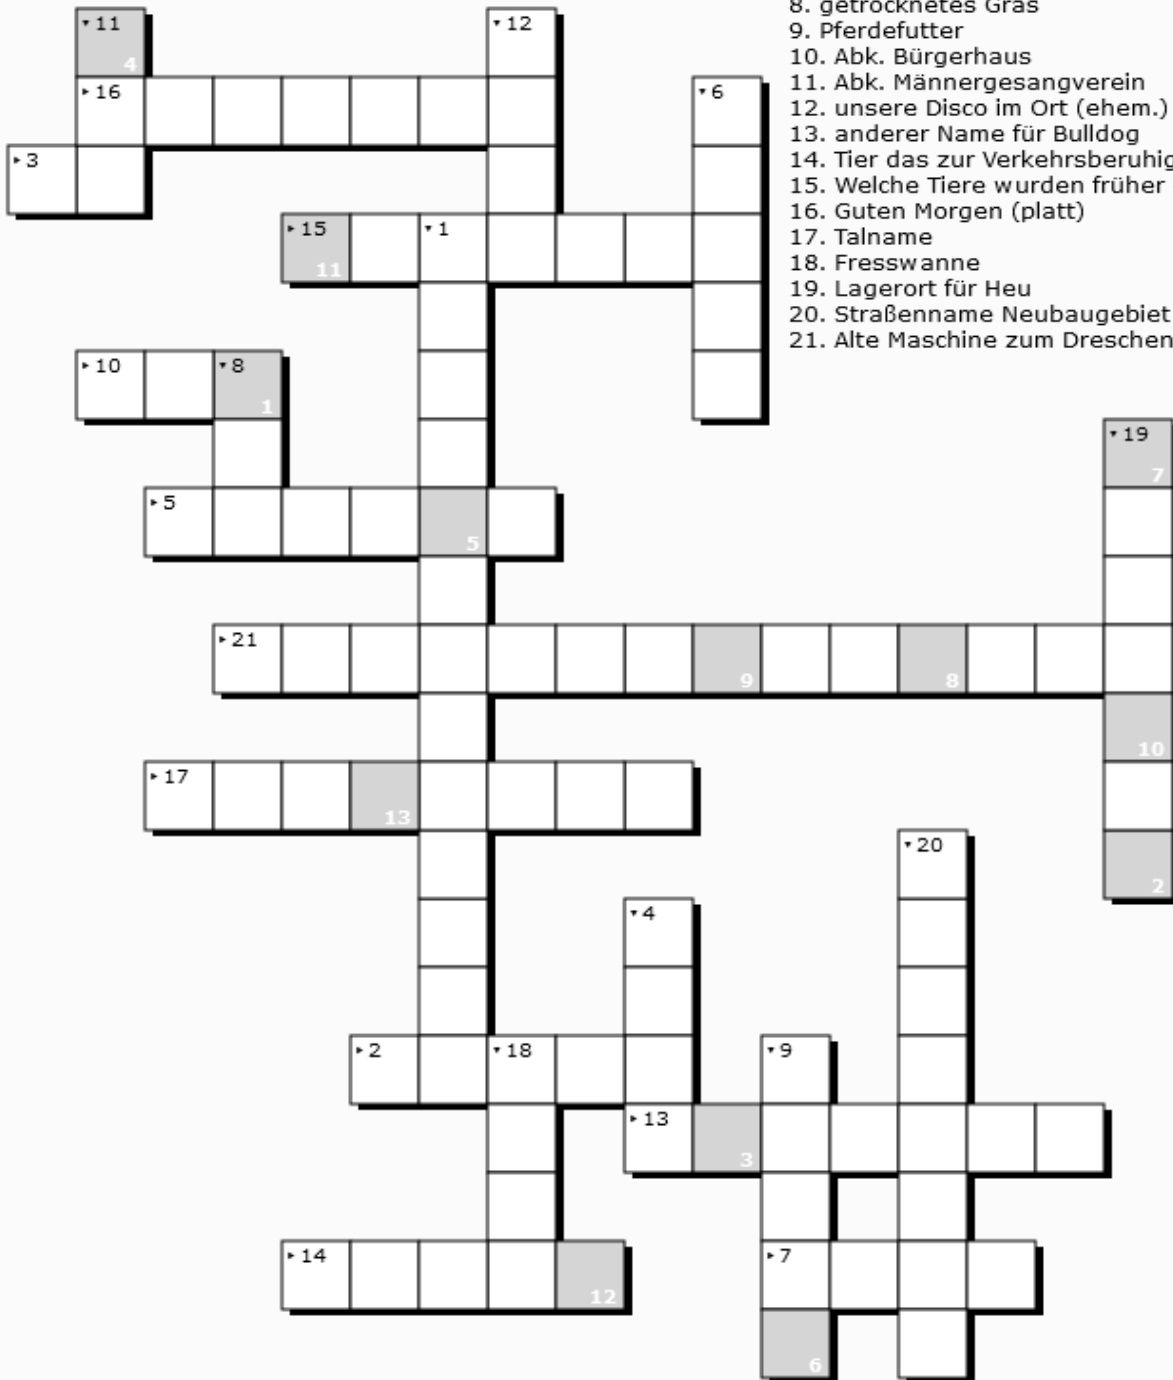 8. getrocknetes Gras
9. Pferdefutter
10. Abk. Bürgerhaus
11. Abk. Männergesangverein
12. unsere Disco im Ort (ehem.)
13. anderer Name für Bulldog
14. Tier das zur Verkehrsberuhig
15. Welche Tiere wurden früher
16. Guten Morgen (platt)
17. Talname
18. Fresswanne
19. Lagerort für Heu
20. Straßenname Neubaugebiet
21. Alte Maschine zum Dreschen
11 12
4
16 6
3
15 1
11
10 8
1
19
7
5
5
21
9 8
10
17
13
20
2
4
2 18 9
13
3
14 7
12
6